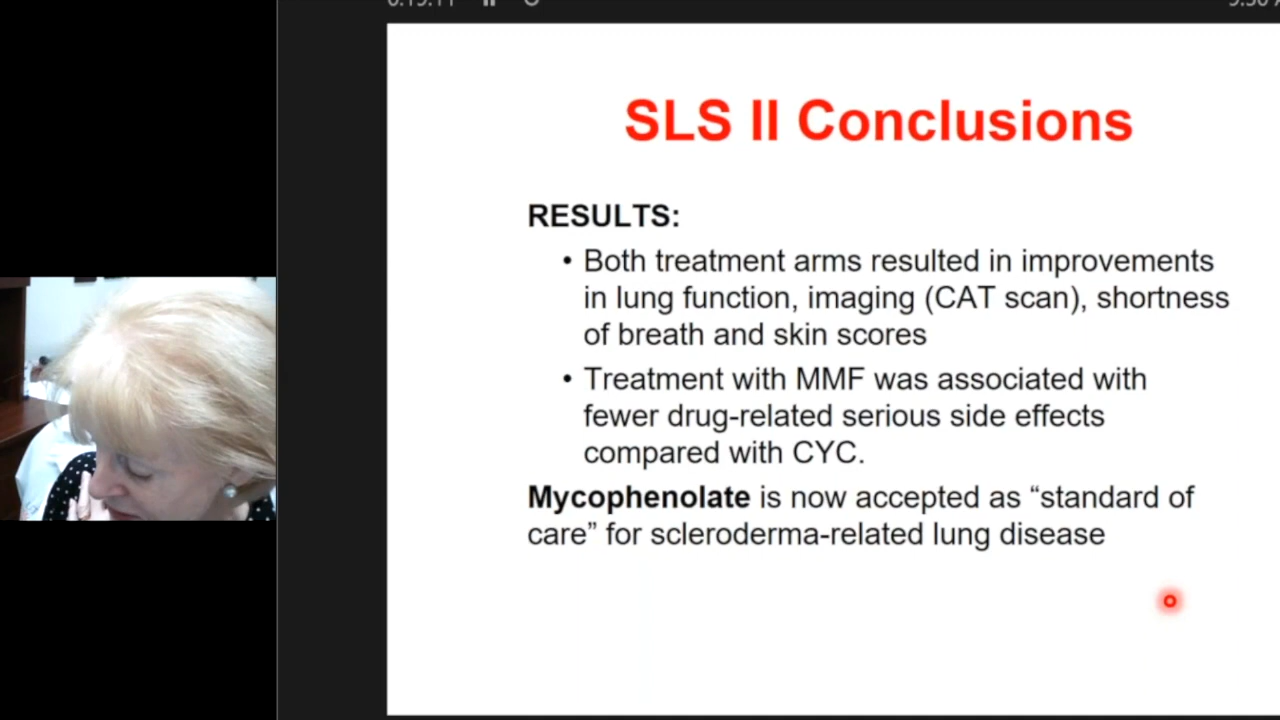 SLS II Conclusions
RESULTS:
• Both treatment arms resulted in improvements
in lung function, imaging (CAT scan), shortness
of breath and skin scores
• Treatment with MMF was associated with
fewer drug-related serious side effects
compared with CYC.
Mycophenolate is now accepted as “standard of
care” for scleroderma-related lung disease